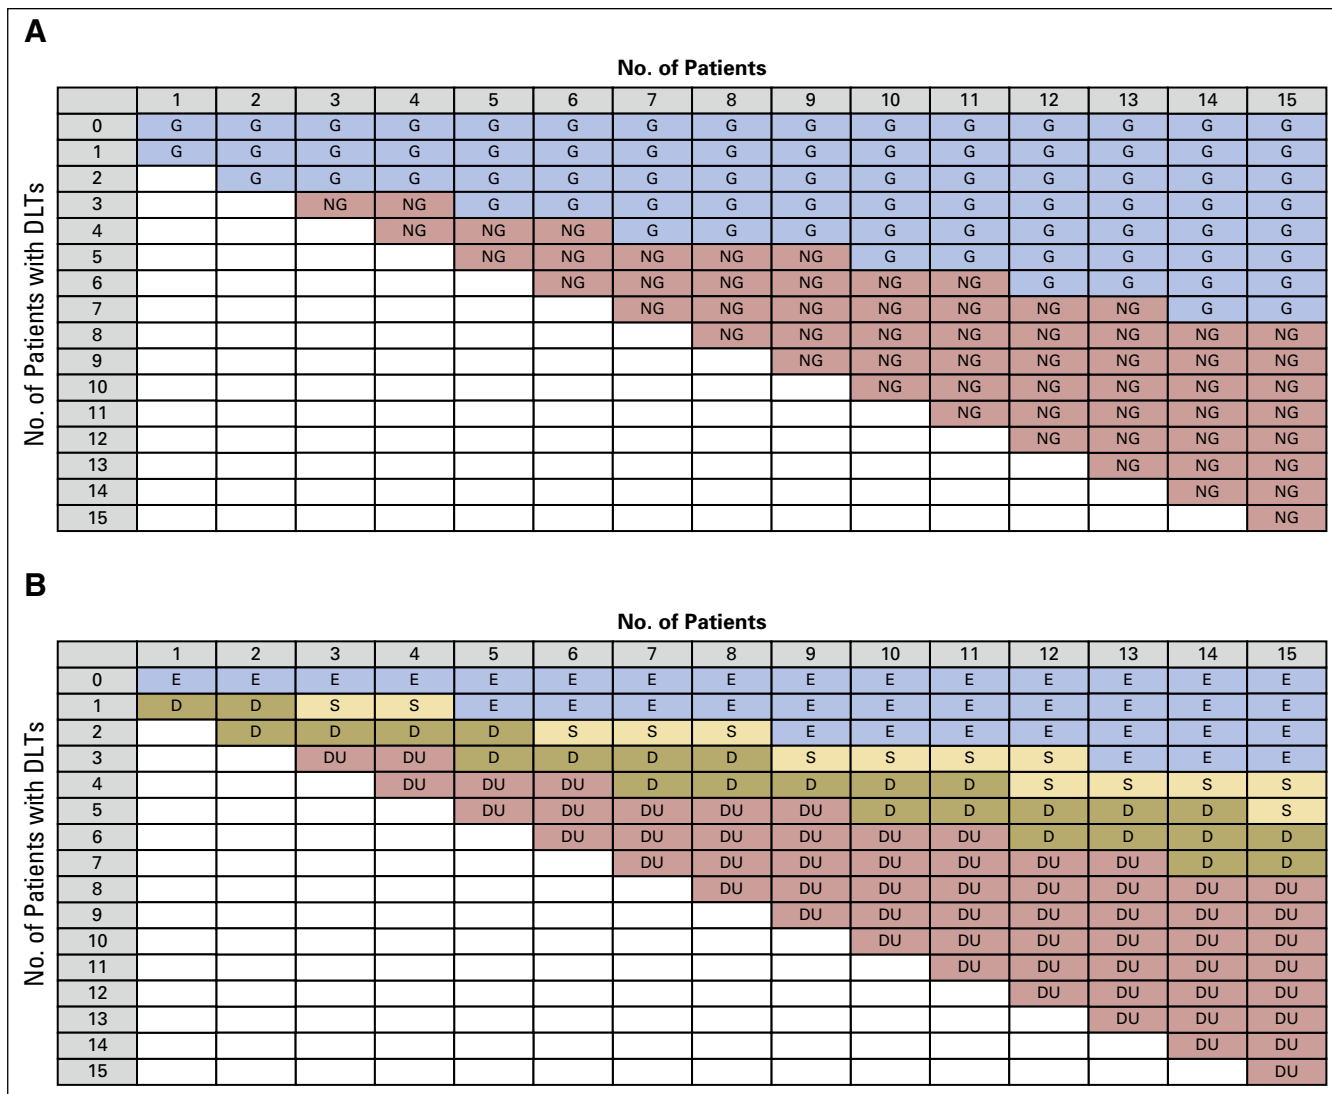 A
No. of Patients
1 2 3 4 5 6 7 8 9 10 11 12 13 14 15
No. of Patients with DLTs
0 G G G G G G G G G G G G G G G
1 G G G G G G G G G G G G G G G
2 G G G G G G G G G G G G G G
3 NG NG G G G G G G G G G G G
4 NG NG NG G G G G G G G G G
5 NG NG NG NG NG G G G G G G
6 NG NG NG NG NG NG G G G G
7 NG NG NG NG NG NG NG G G
8 NG NG NG NG NG NG NG NG
9 NG NG NG NG NG NG NG
10 NG NG NG NG NG NG
11 NG NG NG NG NG
12 NG NG NG NG
13 NG NG NG
14 NG NG
15 NG
B
No. of Patients
1 2 3 4 5 6 7 8 9 10 11 12 13 14 15
No. of Patients with DLTs
0 E E E E E E E E E E E E E E E
1 D D S S E E E E E E E E E E E
2 D D D D S S S E E E E E E E
3 DU DU D D D D S S S S E E E
4 DU DU DU D D D D D S S S S
5 DU DU DU DU DU D D D D D S
6 DU DU DU DU DU DU D D D D
7 DU DU DU DU DU DU DU D D
8 DU DU DU DU DU DU DU DU
9 DU DU DU DU DU DU DU
10 DU DU DU DU DU DU
11 DU DU DU DU DU
12 DU DU DU DU
13 DU DU DU
14 DU DU
15 DU